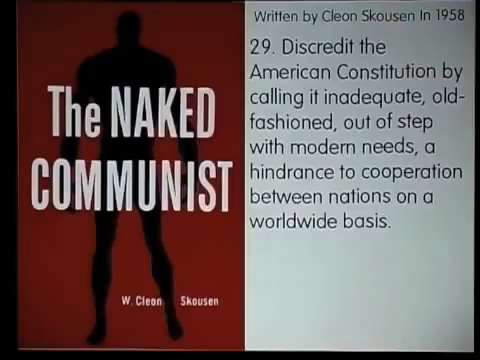 The NAKED
COMMUNIST
W. Cleon Skousen
Written by Cleon Skousen In 1958
29. Discredit the
American Constitution by
calling it inadequate, old-
fashioned, out of step
with modern needs, a
hindrance to cooperation
between nations on a
worldwide basis.